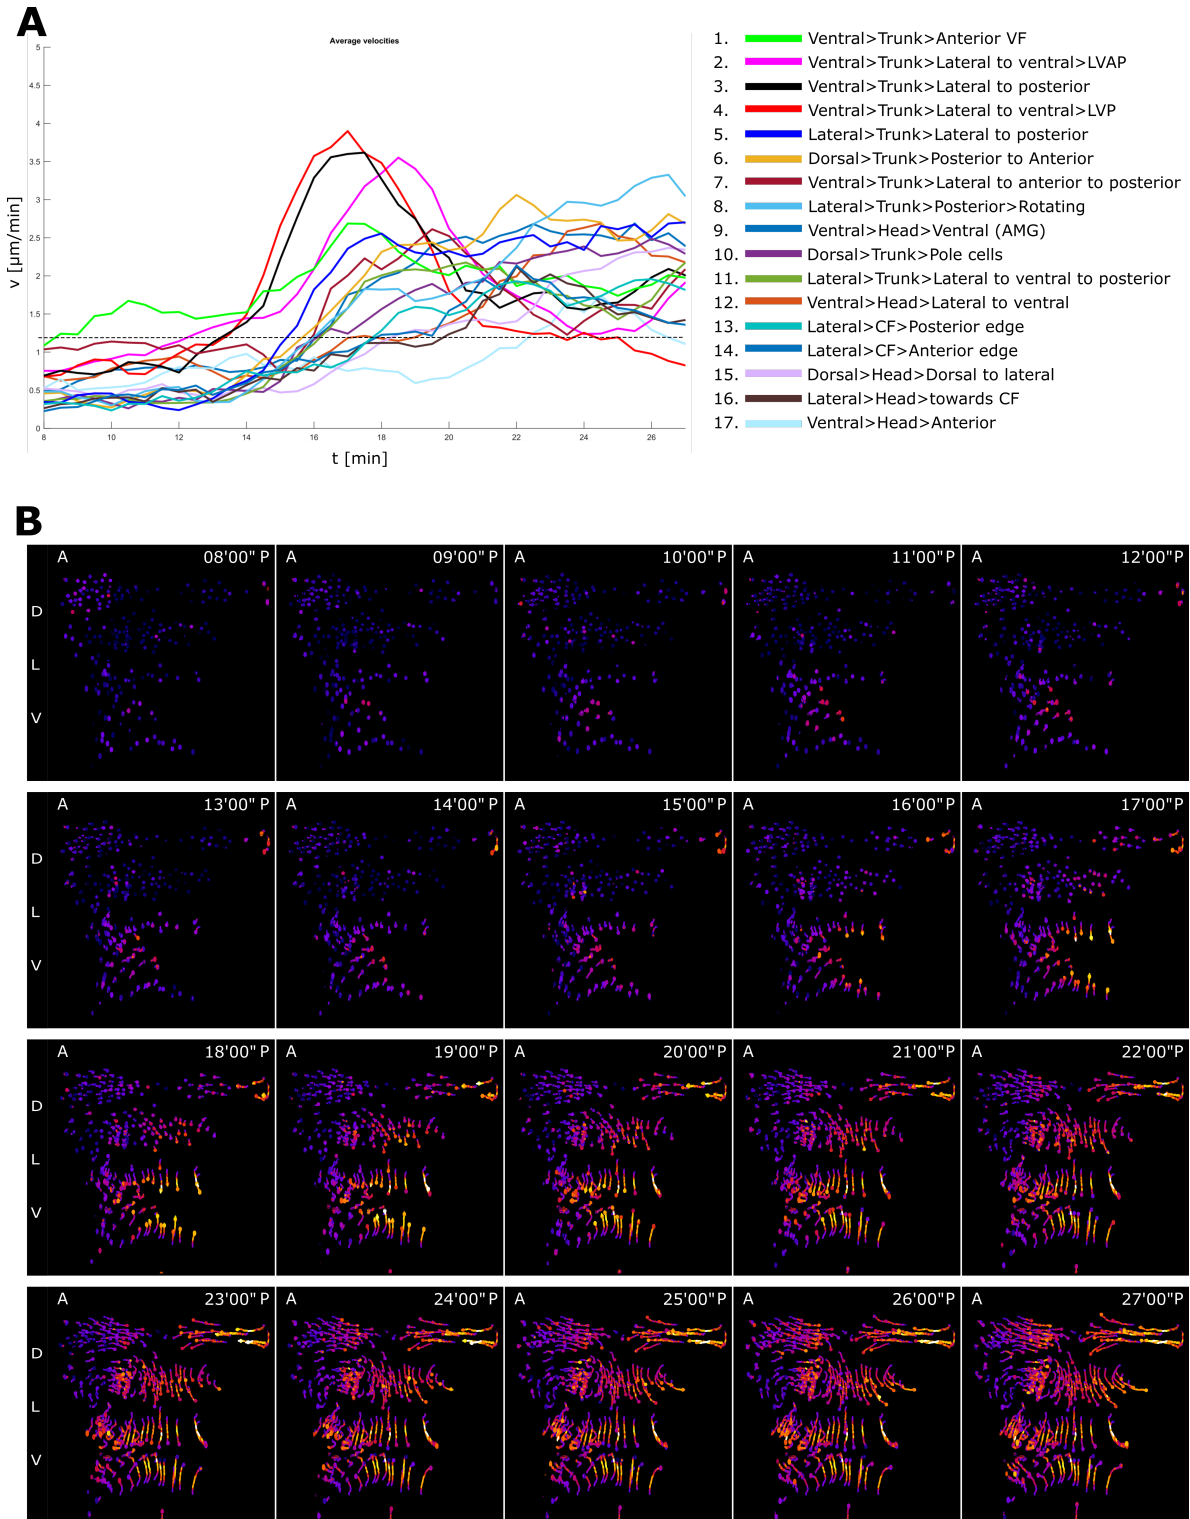 A
Average velocities
5
4.5
4
3.5
3
2.5
2
1.5
1
0.5
0
v [µm/min]
8 10 12 14 16 18 20 22 24 26
t [min]
1. Ventral>Trunk>Anterior VF
2. Ventral>Trunk>Lateral to ventral>LVAP
3. Ventral>Trunk>Lateral to posterior
4. Ventral>Trunk>Lateral to ventral>LVP
5. Lateral>Trunk>Lateral to posterior
6. Dorsal>Trunk>Posterior to Anterior
7. Ventral>Trunk>Lateral to anterior to posterior
8. Lateral>Trunk>Posterior>Rotating
9. Ventral>Head>Ventral (AMG)
10. Dorsal>Trunk>Pole cells
11. Lateral>Trunk>Lateral to ventral to posterior
12. Ventral>Head>Lateral to ventral
13. Lateral>CF>Posterior edge
14. Lateral>CF>Anterior edge
15. Dorsal>Head>Dorsal to lateral
16. Lateral>Head>towards CF
17. Ventral>Head>Anterior
B
A 08'00" P A 09'00" P A 10'00" P A 11'00" P A 12'00" P
D
L
V
A 13'00" P A 14'00" P A 15'00" P A 16'00" P A 17'00" P
D
L
V
A 18'00" P A 19'00" P A 20'00" P A 21'00" P A 22'00" P
D
L
V
A 23'00" P A 24'00" P A 25'00" P A 26'00" P A 27'00" P
D
L
V